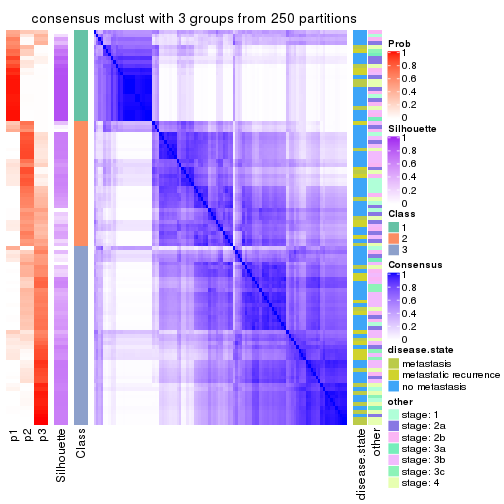 consensus mclust with 3 groups from 250 partitions
Prob
1
0.8
0.6
0.4
0.2
0
Silhouette
1
0.8
0.6
0.4
0.2
0
Class
1
2
3
Consensus
1
0.8
0.6
0.4
0.2
0
disease.state
metastasis
metastatic recurrence
no metastasis
other
stage: 1
stage: 2a
stage: 2b
stage: 3a
stage: 3b
stage: 3c
stage: 4
p1
p2
p3
Silhouette
Class
disease.state
other